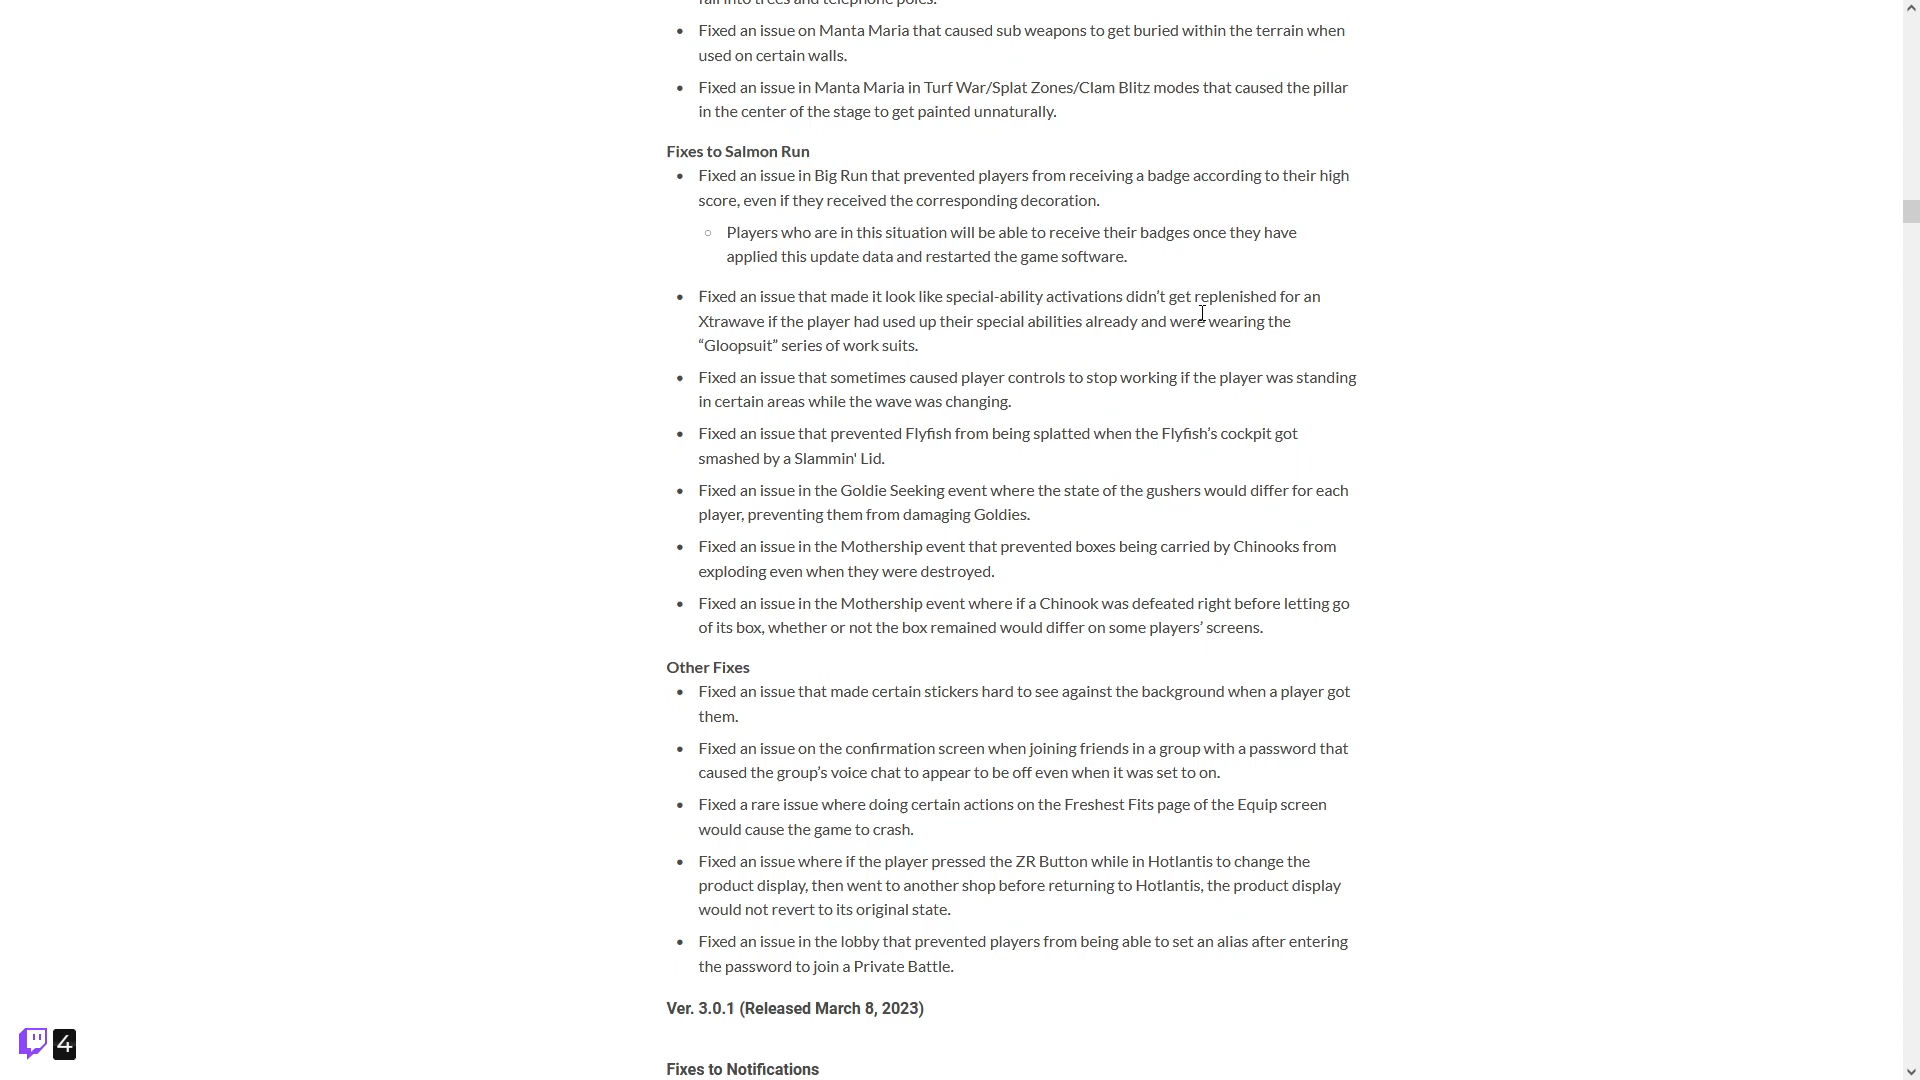 Fixed an issue on Manta Maria that caused sub weapons to get buried within the terrain when
used on certain walls.
Fixed an issue in Manta Maria in Turf War/Splat Zones/Clam Blitz modes that caused the pillar
in the center of the stage to get painted unnaturally.
Fixes to Salmon Run
Fixed an issue in Big Run that prevented players from receiving a badge according to their high
score, even if they received the corresponding decoration.
Players who are in this situation will be able to receive their badges once they have
applied this update data and restarted the game software.
Fixed an issue that made it look like special-ability activations didn’t get replenished for an
Xtrawave if the player had used up their special abilities already and were wearing the
“Gloopsuit” series of work suits.
Fixed an issue that sometimes caused player controls to stop working if the player was standing
in certain areas while the wave was changing.
Fixed an issue that prevented Flyfish from being splatted when the Flyfish’s cockpit got
smashed by a Slammin' Lid.
Fixed an issue in the Goldie Seeking event where the state of the gushers would differ for each
player, preventing them from damaging Goldies.
Fixed an issue in the Mothership event that prevented boxes being carried by Chinooks from
exploding even when they were destroyed.
Fixed an issue in the Mothership event where if a Chinook was defeated right before letting go
of its box, whether or not the box remained would differ on some players’ screens.
Other Fixes
Fixed an issue that made certain stickers hard to see against the background when a player got
them.
Fixed an issue on the confirmation screen when joining friends in a group with a password that
caused the group’s voice chat to appear to be off even when it was set to on.
Fixed a rare issue where doing certain actions on the Freshest Fits page of the Equip screen
would cause the game to crash.
Fixed an issue where if the player pressed the ZR Button while in Hotlantis to change the
product display, then went to another shop before returning to Hotlantis, the product display
would not revert to its original state.
Fixed an issue in the lobby that prevented players from being able to set an alias after entering
the password to join a Private Battle.
Ver. 3.0.1 (Released March 8, 2023)
4
Fixes to Notifications